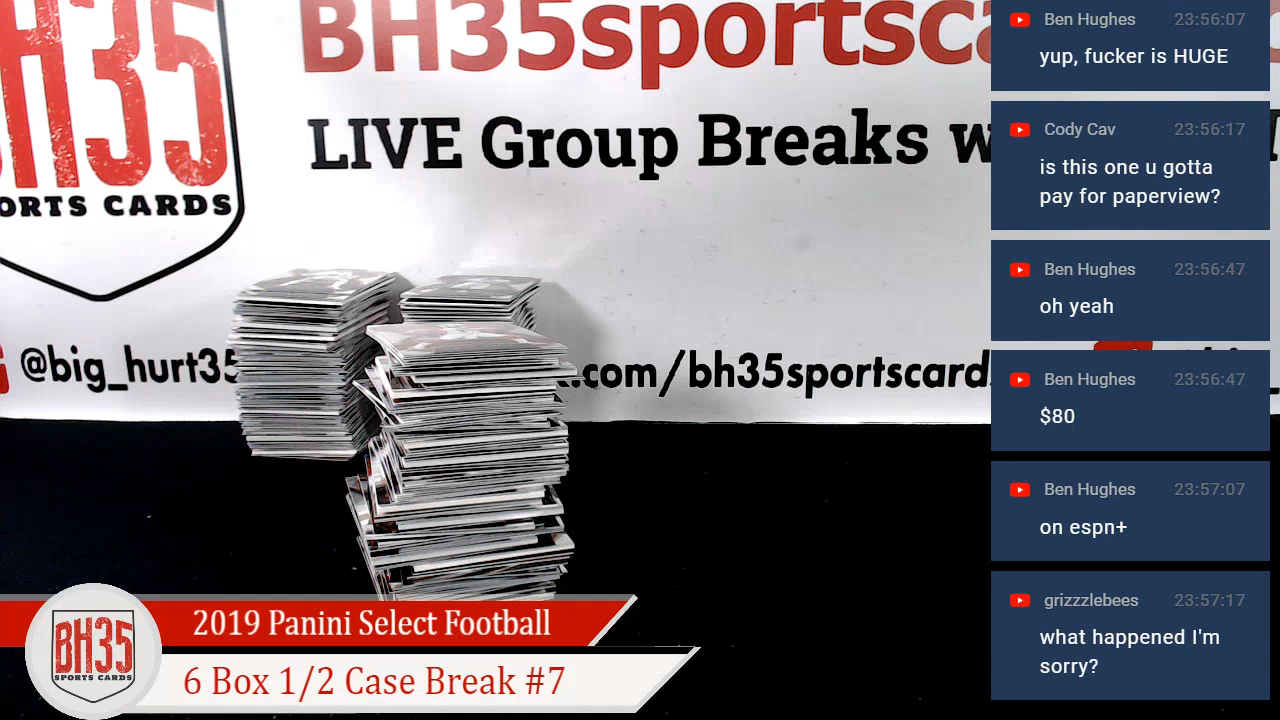 BH35
ORTS CARDS
BH35sportsca
LIVE Group Breaks w
@big_hurt35
.com/bh35sportscards
Ben Hughes 23:56:07
yup, fucker is HUGE
Cody Cav 23:56:17
is this one u gotta
pay for paperview?
Ben Hughes 23:56:47
oh yeah
Ben Hughes 23:56:47
$80
Ben Hughes 23:57:07
on espn+
grizzzlebees 23:57:17
what happened I'm
sorry?
BH35
SPORTS CARDS
2019 Panini Select Football
6 Box 1/2 Case Break #7